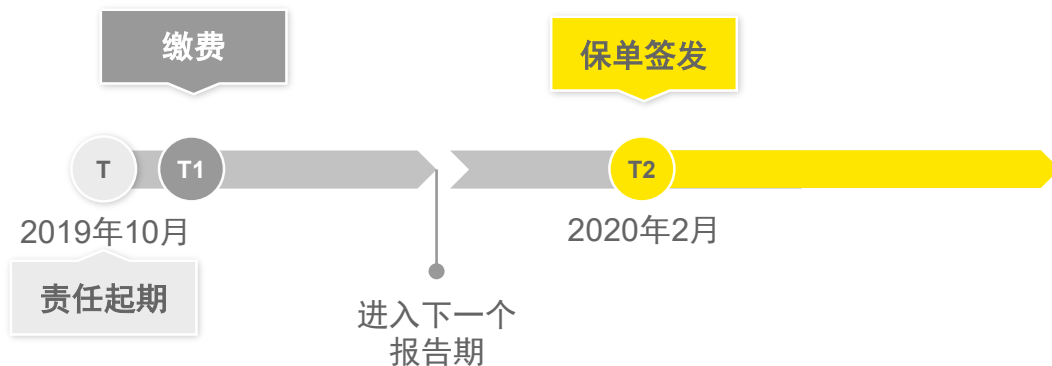 缴费
保单签发
T
T1
T2
2019年10月
2020年2月
责任起期
进入下一个
报告期